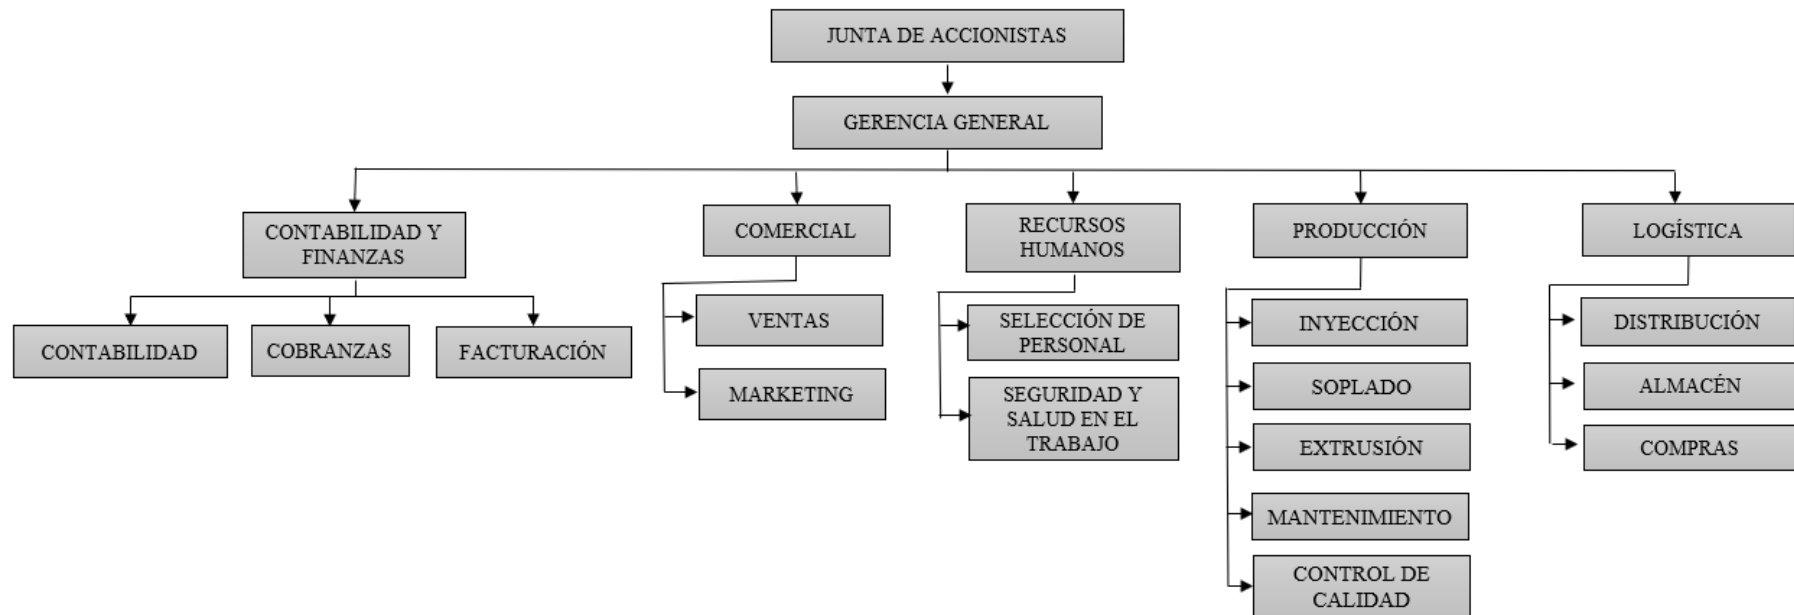 JUNTA DE ACCIONISTAS
GERENCIA GENERAL
CONTABILIDAD Y
FINANZAS
COMERCIAL
RECURSOS
HUMANOS
PRODUCCIÓN
LOGÍSTICA
CONTABILIDAD
COBRANZAS
FACTURACIÓN
VENTAS
MARKETING
SELECCIÓN DE
PERSONAL
SEGURIDAD Y
SALUD EN EL
TRABAJO
INYECCIÓN
SOPLADO
EXTRUSIÓN
MANTENIMIENTO
CONTROL DE
CALIDAD
DISTRIBUCIÓN
ALMACÉN
COMPRAS